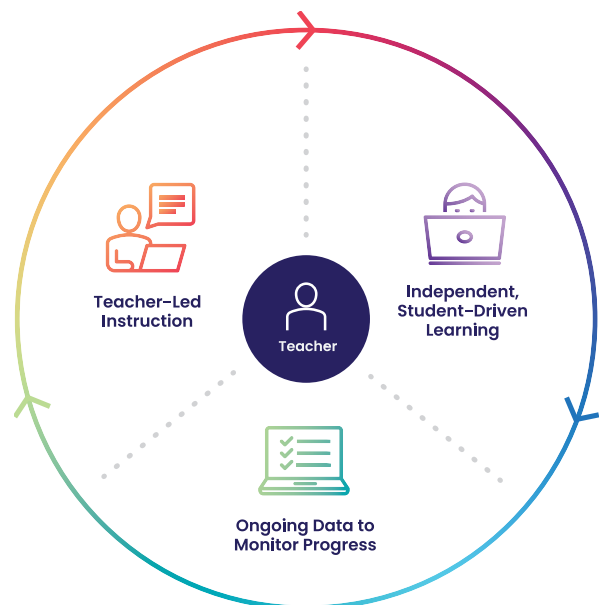 Teacher-Led
Instruction
Independent,
Student-Driven
Learning
Teacher
Ongoing Data to
Monitor Progress